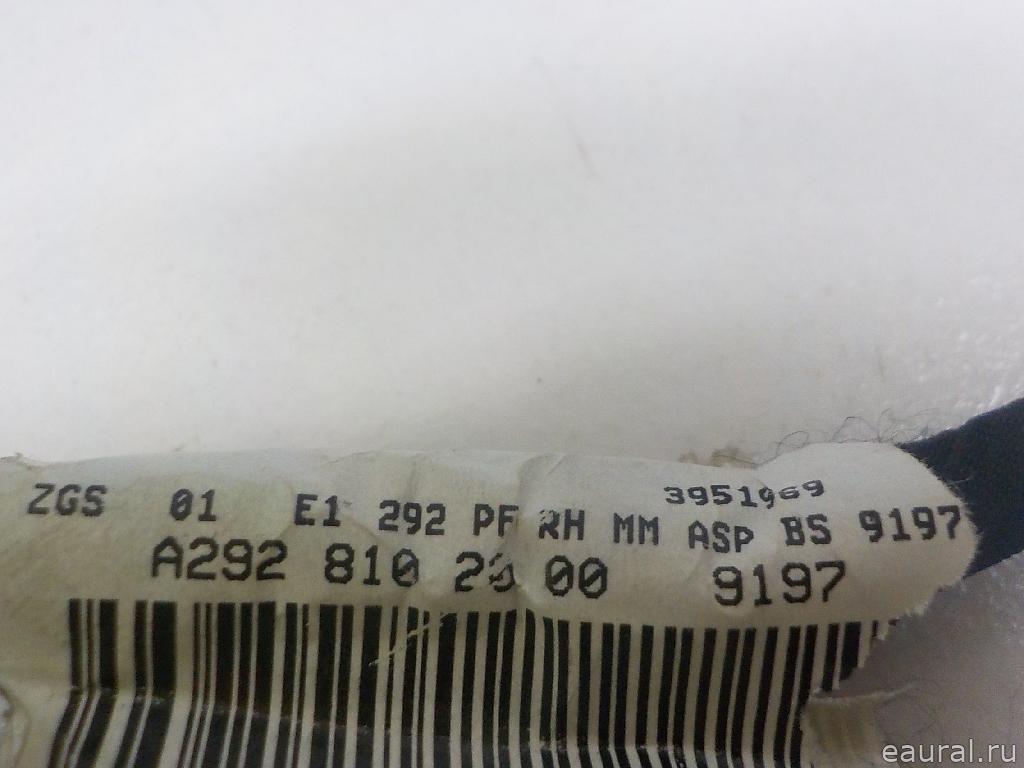 3951969
ZGS 01 E1 292 PF RH MM ASP BS 9197
A292 810 00 9197
eaural.ru